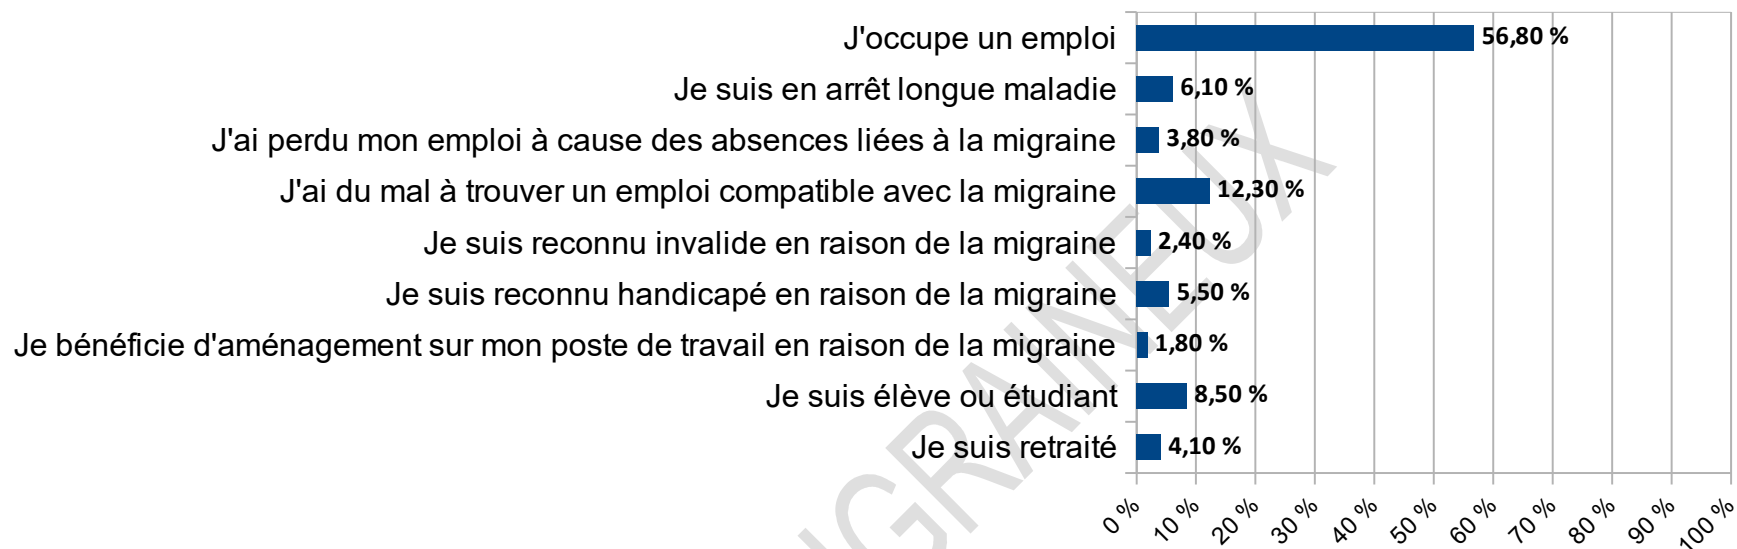 J'occupe un emploi 56,80 %
Je suis en arrêt longue maladie 6,10 %
J'ai perdu mon emploi à cause des absences liées à la migraine 3,80 %
J'ai du mal à trouver un emploi compatible avec la migraine 12,30 %
Je suis reconnu invalide en raison de la migraine 2,40 %
Je suis reconnu handicapé en raison de la migraine 5,50 %
Je bénéficie d'aménagement sur mon poste de travail en raison de la migraine 1,80 %
Je suis élève ou étudiant 8,50 %
Je suis retraité 4,10 %
0 % 10 % 20 % 30 % 40 % 50 % 60 % 70 % 80 % 90 % 100 %